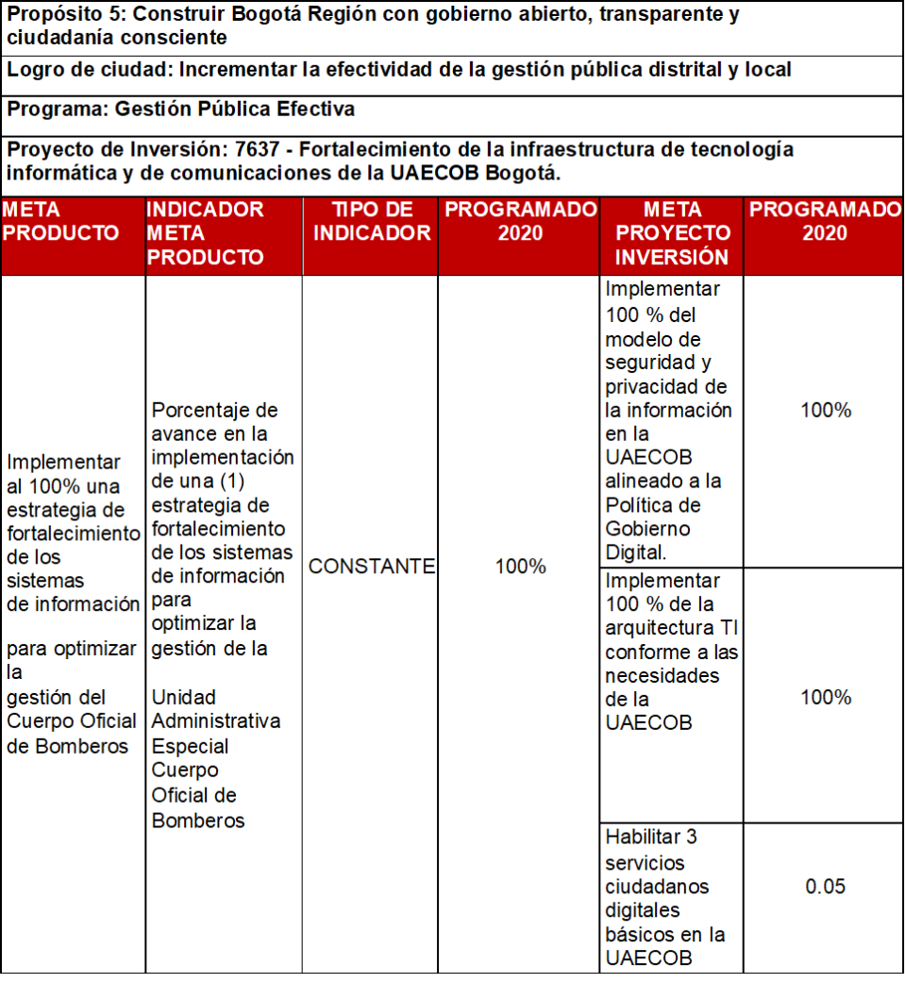 Propósito 5: Construir Bogotá Región con gobierno abierto, transparente y
ciudadanía consciente
Logro de ciudad: Incrementar la efectividad de la gestión pública distrital y local
Programa: Gestión Pública Efectiva
Proyecto de Inversión: 7637 - Fortalecimiento de la infraestructura de tecnología
informática y de comunicaciones de la UAECOB Bogotá.
META
PRODUCTO
INDICADOR
META
PRODUCTO
TIPO DE
INDICADOR
PROGRAMADO
2020
META
PROYECTO
INVERSIÓN
PROGRAMADO
2020
Implementar
al 100% una
estrategia de
fortalecimiento
de los
sistemas
de información
para optimizar
la
gestión del
Cuerpo Oficial
de Bomberos
Porcentaje de
avance en la
implementación
de una (1)
estrategia de
fortalecimiento
de los sistemas
de información
para
optimizar la
gestión de la
Unidad
Administrativa
Especial
Cuerpo
Oficial de
Bomberos
CONSTANTE
100%
Implementar
100 % del
modelo de
seguridad y
privacidad de
la información
en la
UAECOB
alineado a la
Política de
Gobierno
Digital.
100%
Implementar
100 % de la
arquitectura TI
conforme a las
necesidades
de la
UAECOB
100%
Habilitar 3
servicios
ciudadanos
digitales
básicos en la
UAECOB
0.05